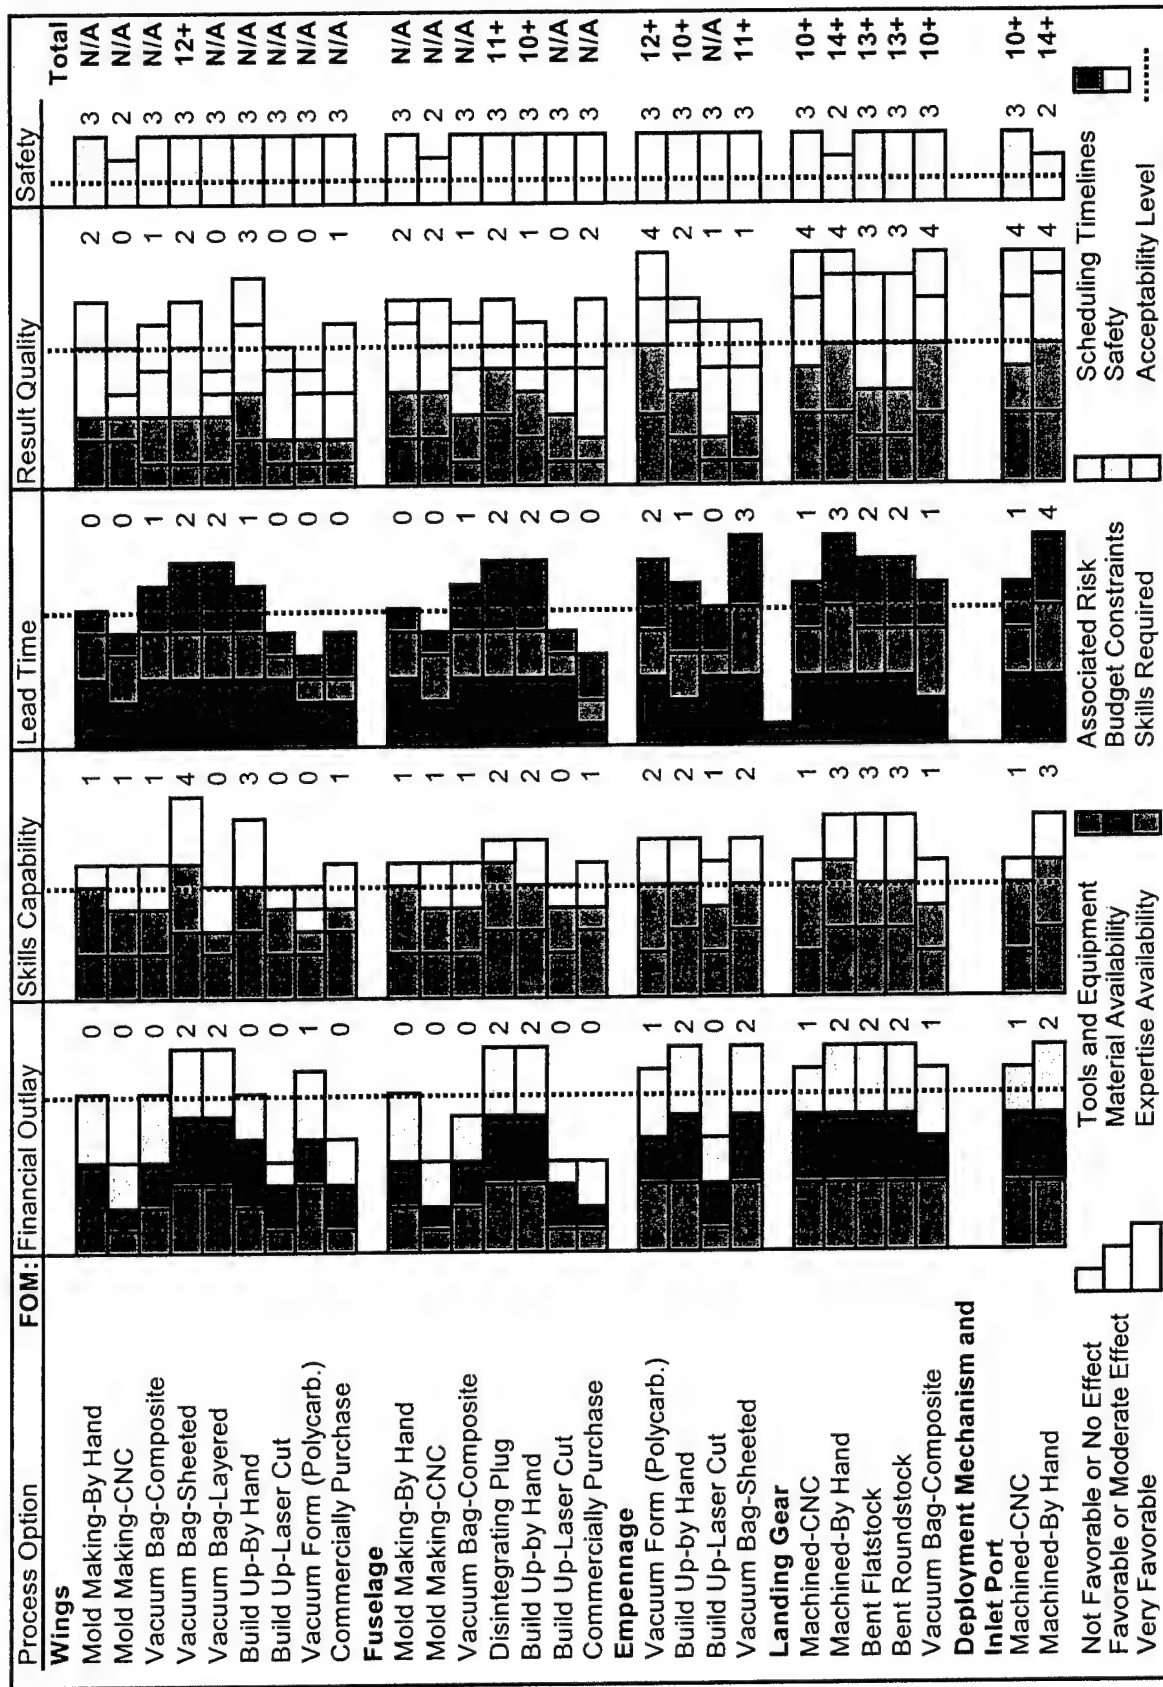 Process Option FOM: Financial Outlay Skills Capability Lead Time Result Quality Safety
Wings Total
Mold Making-By Hand 0 1 0 2 3 N/A
Mold Making-CNC 0 1 0 0 2 N/A
Vacuum Bag-Composite 0 1 1 1 3 N/A
Vacuum Bag-Sheeted 2 4 2 2 3 12+
Vacuum Bag-Layered 2 0 2 0 3 N/A
Build Up-By Hand 0 3 1 3 3 N/A
Build Up-Laser Cut 0 0 0 0 3 N/A
Vacuum Form (Polycarb.) 1 0 0 0 3 N/A
Commercially Purchase 0 1 0 1 3 N/A
Fuselage
Mold Making-By Hand 0 1 0 2 3 N/A
Mold Making-CNC 0 1 0 2 2 N/A
Vacuum Bag-Composite 0 1 1 1 3 N/A
Disintegrating Plug 2 2 2 2 3 11+
Build Up-by Hand 2 2 2 1 3 10+
Build Up-Laser Cut 0 0 0 0 3 N/A
Commercially Purchase 0 1 0 2 3 N/A
Empennage
Vacuum Form (Polycarb.) 1 2 2 4 3 12+
Build Up-by Hand 2 2 1 2 3 10+
Build Up-Laser Cut 0 1 0 1 3 N/A
Vacuum Bag-Sheeted 2 2 3 1 3 11+
Landing Gear
Machined-CNC 1 1 1 4 3 10+
Machined-By Hand 2 3 3 4 2 14+
Bent Flatstock 2 3 2 3 3 13+
Bent Roundstock 2 3 2 3 3 13+
Vacuum Bag-Composite 1 1 1 4 3 10+
Deployment Mechanism and
Inlet Port
Machined-CNC 1 1 1 4 3 10+
Machined-By Hand 2 3 4 4 2 14+
Not Favorable or No Effect Tools and Equipment Associated Risk Scheduling Timelines
Favorable or Moderate Effect Material Availability Budget Constraints Safety
Very Favorable Expertise Availability Skills Required Acceptability Level